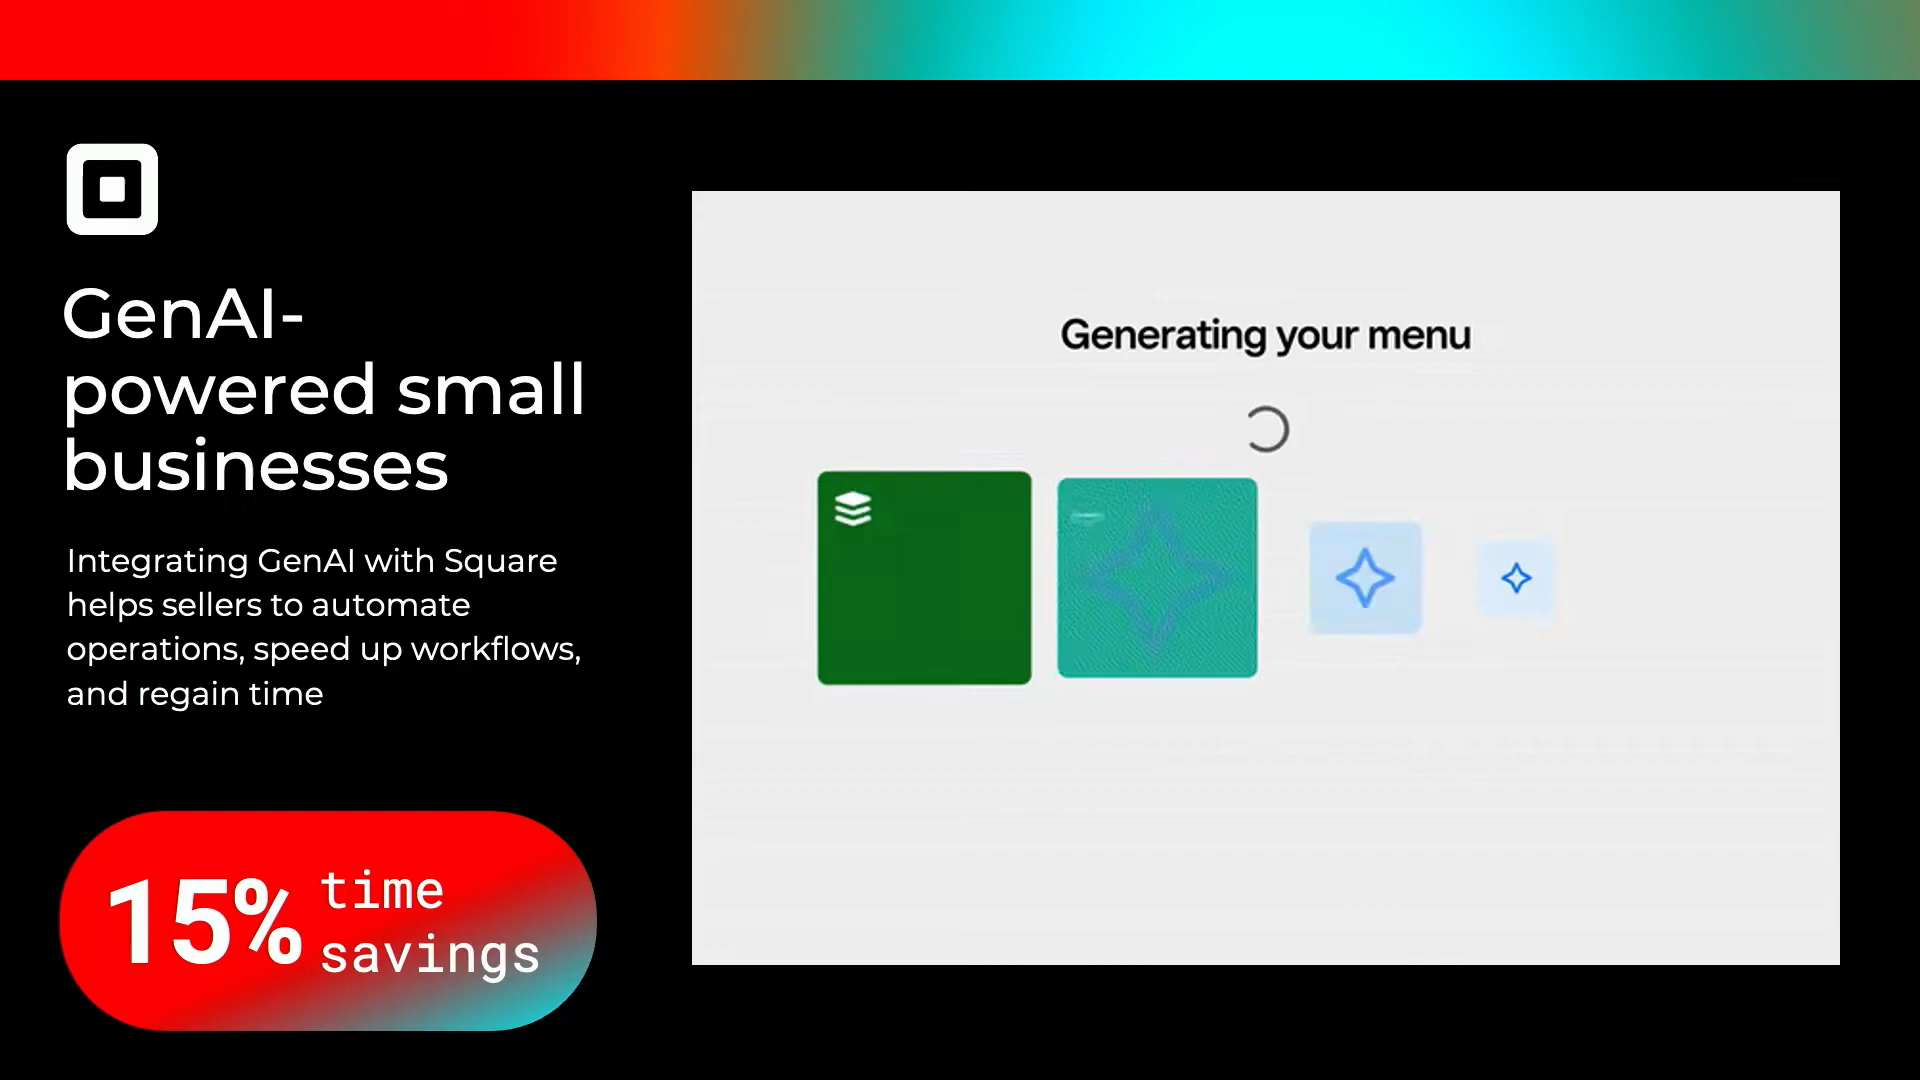 GenAI-
powered small
businesses
Integrating GenAI with Square
helps sellers to automate
operations, speed up workflows,
and regain time
15% time
savings
Generating your menu